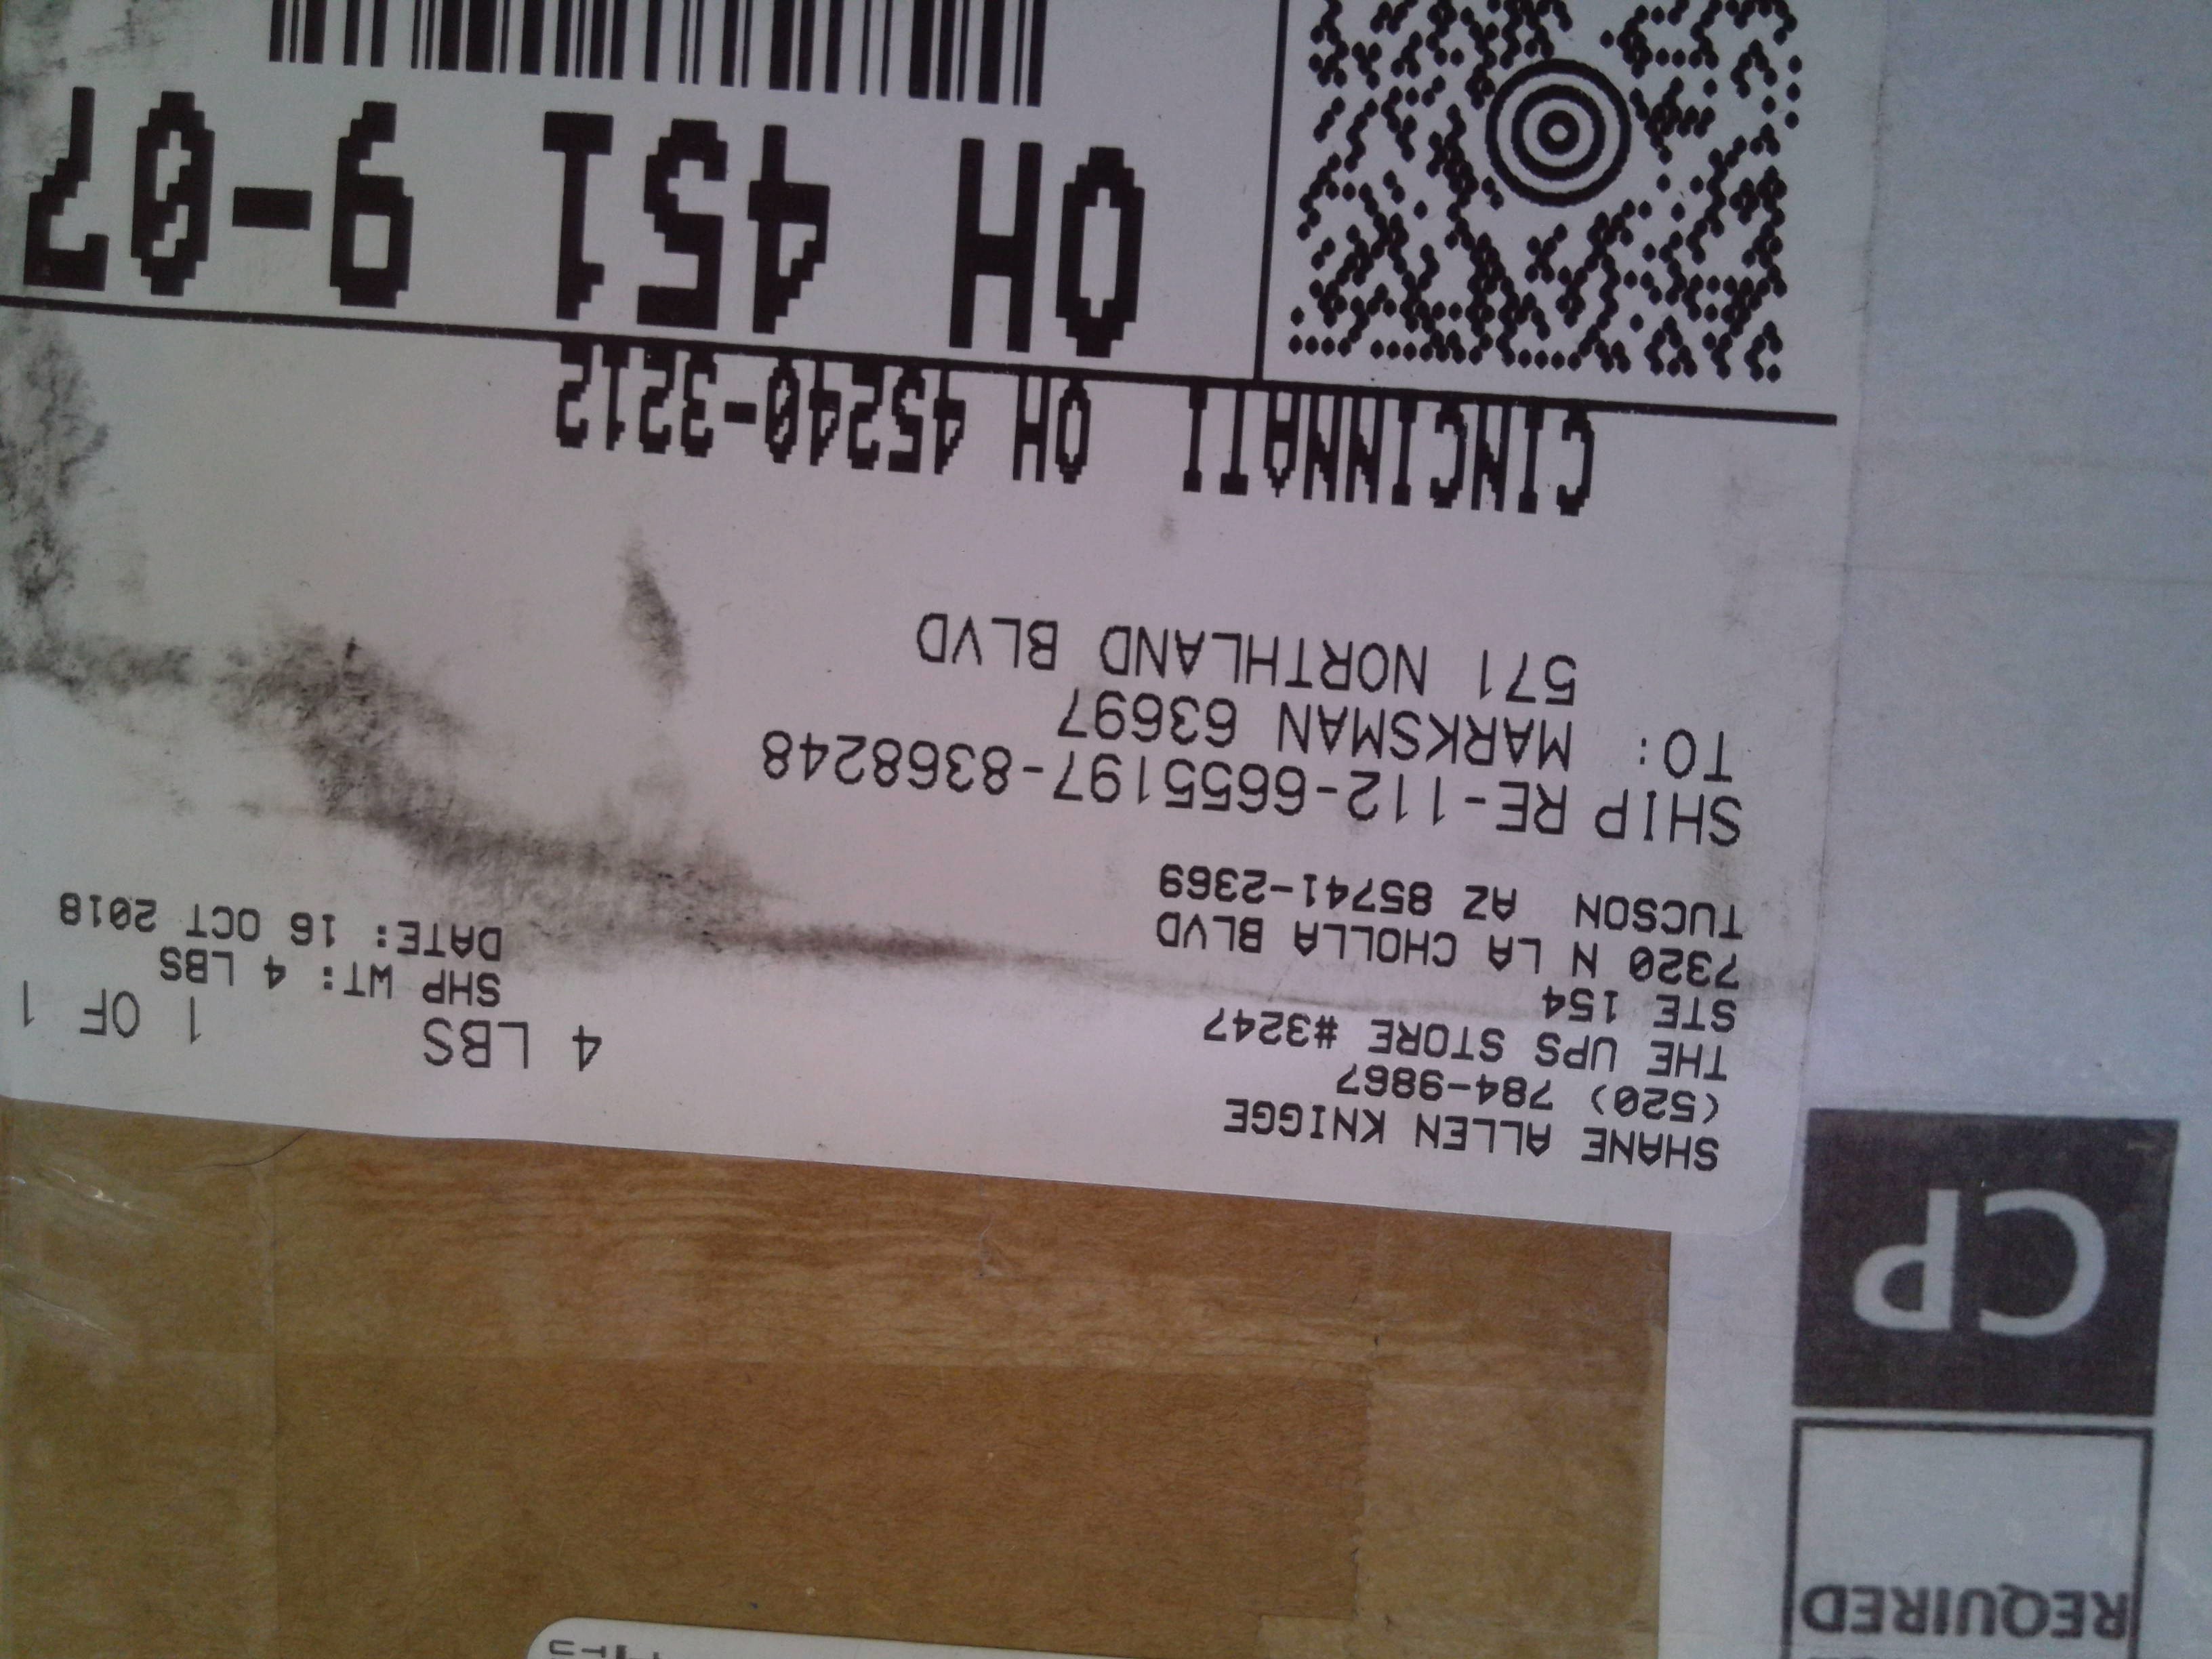 SHANE ALLEN KNIGGE
(520) 784-9867
THE UPS STORE #3247
STE 154
7320 N LA CHOLLA BLVD
TUCSON AZ 85741-2369
4 LBS 1 OF 1
SHP WT: 4 LBS
DATE: 16 OCT 2018
SHIP RE-112-6655197-8368248
TO: MARKSMAN 63697
571 NORTHLAND BLVD
CINCINNATI OH 45240-3212
OH 451 9-07
REQUIRED
CP